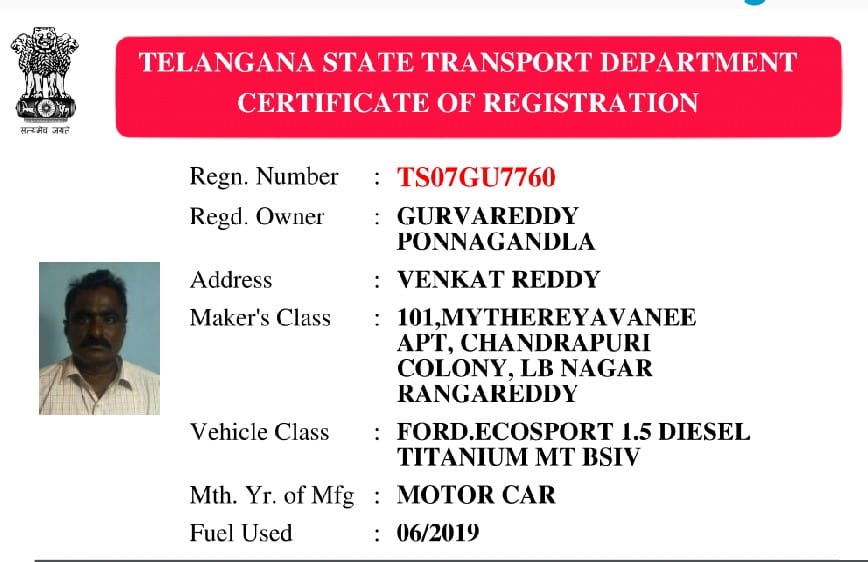 TELANGANA STATE TRANSPORT DEPARTMENT
CERTIFICATE OF REGISTRATION
सत्यमेव जयते
Regn. Number : TS07GU7760
Regd. Owner : GURVAREDDY
PONNAGANDLA
Address : VENKAT REDDY
Maker's Class : 101,MYTHEREYAVANEE
APT, CHANDRAPURI
COLONY, LB NAGAR
RANGAREDDY
Vehicle Class : FORD.ECOSPORT 1.5 DIESEL
TITANIUM MT BSIV
Mth. Yr. of Mfg : MOTOR CAR
Fuel Used : 06/2019